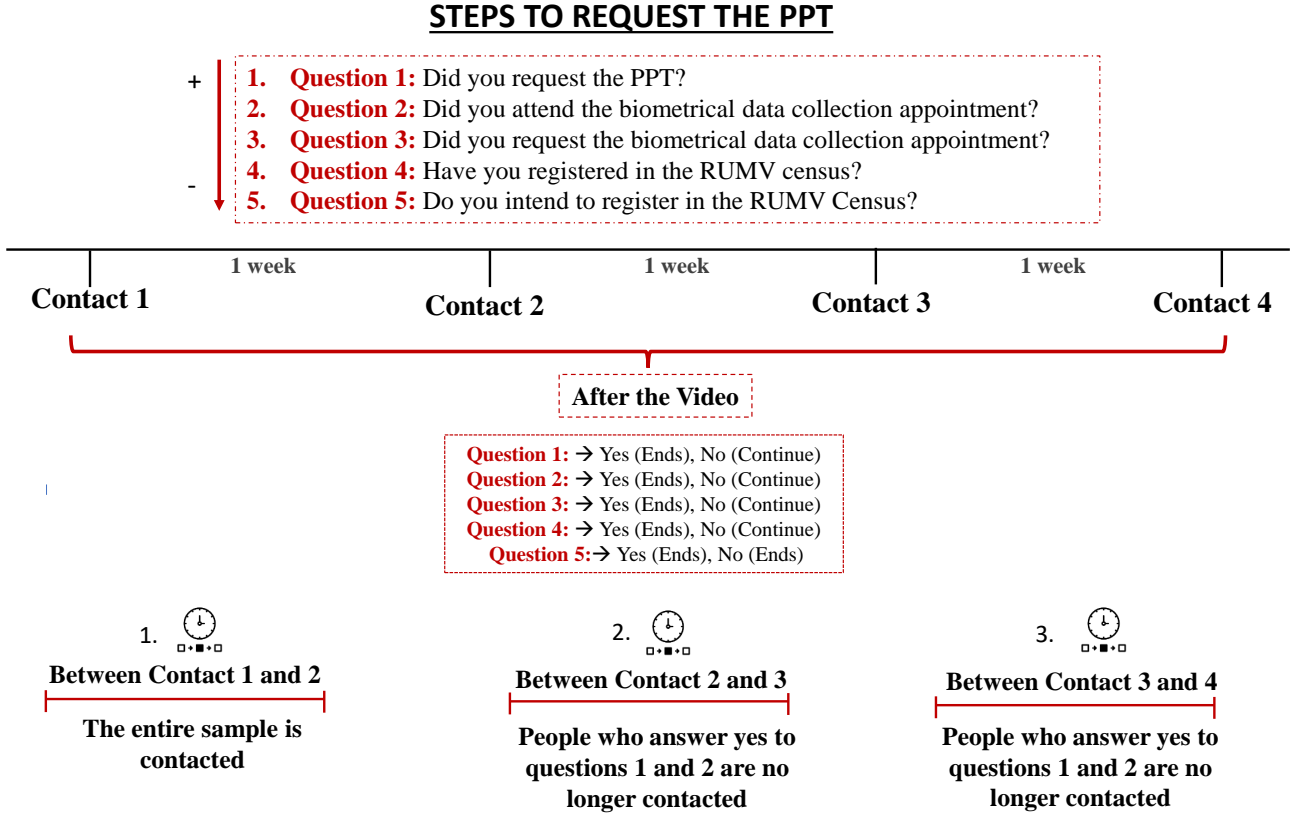 STEPS TO REQUEST THE PPT
+
1. Question 1: Did you request the PPT?
2. Question 2: Did you attend the biometrical data collection appointment?
3. Question 3: Did you request the biometrical data collection appointment?
4. Question 4: Have you registered in the RUMV census?
-
5. Question 5: Do you intend to register in the RUMV Census?
1 week
1 week
1 week
Contact 1
Contact 2
Contact 3
Contact 4
After the Video
Question 1: → Yes (Ends), No (Continue)
Question 2: → Yes (Ends), No (Continue)
Question 3: → Yes (Ends), No (Continue)
Question 4: → Yes (Ends), No (Continue)
Question 5:→ Yes (Ends), No (Ends)
1.
Between Contact 1 and 2
The entire sample is
contacted
2.
Between Contact 2 and 3
People who answer yes to
questions 1 and 2 are no
longer contacted
3.
Between Contact 3 and 4
People who answer yes to
questions 1 and 2 are no
longer contacted